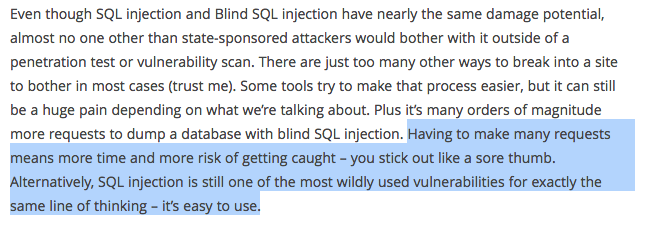 Even though SQL injection and Blind SQL injection have nearly the same damage potential,
almost no one other than state-sponsored attackers would bother with it outside of a
penetration test or vulnerability scan. There are just too many other ways to break into a site
to bother in most cases (trust me). Some tools try to make that process easier, but it can still
be a huge pain depending on what we’re talking about. Plus it’s many orders of magnitude
more requests to dump a database with blind SQL injection. Having to make many requests
means more time and more risk of getting caught – you stick out like a sore thumb.
Alternatively, SQL injection is still one of the most wildly used vulnerabilities for exactly the
same line of thinking – it’s easy to use.